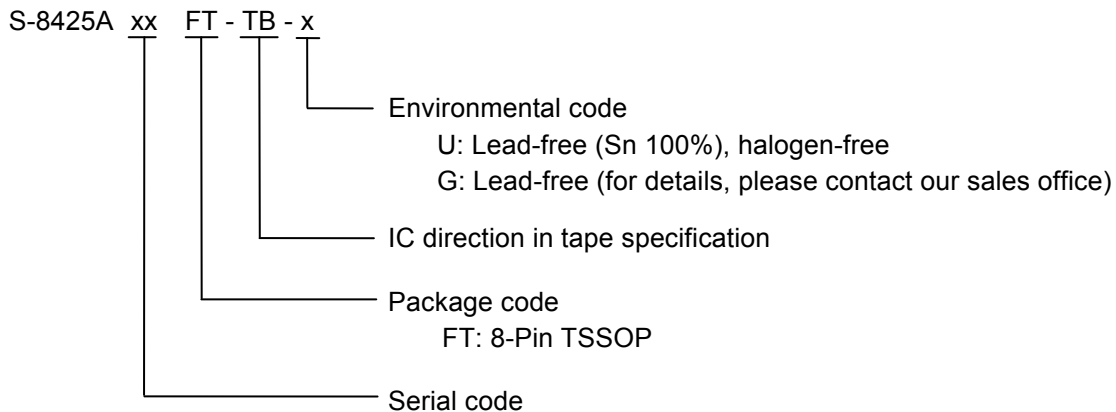 S-8425A xx FT - TB - x
Environmental code
U: Lead-free (Sn 100%), halogen-free
G: Lead-free (for details, please contact our sales office)
IC direction in tape specification
Package code
FT: 8-Pin TSSOP
Serial code